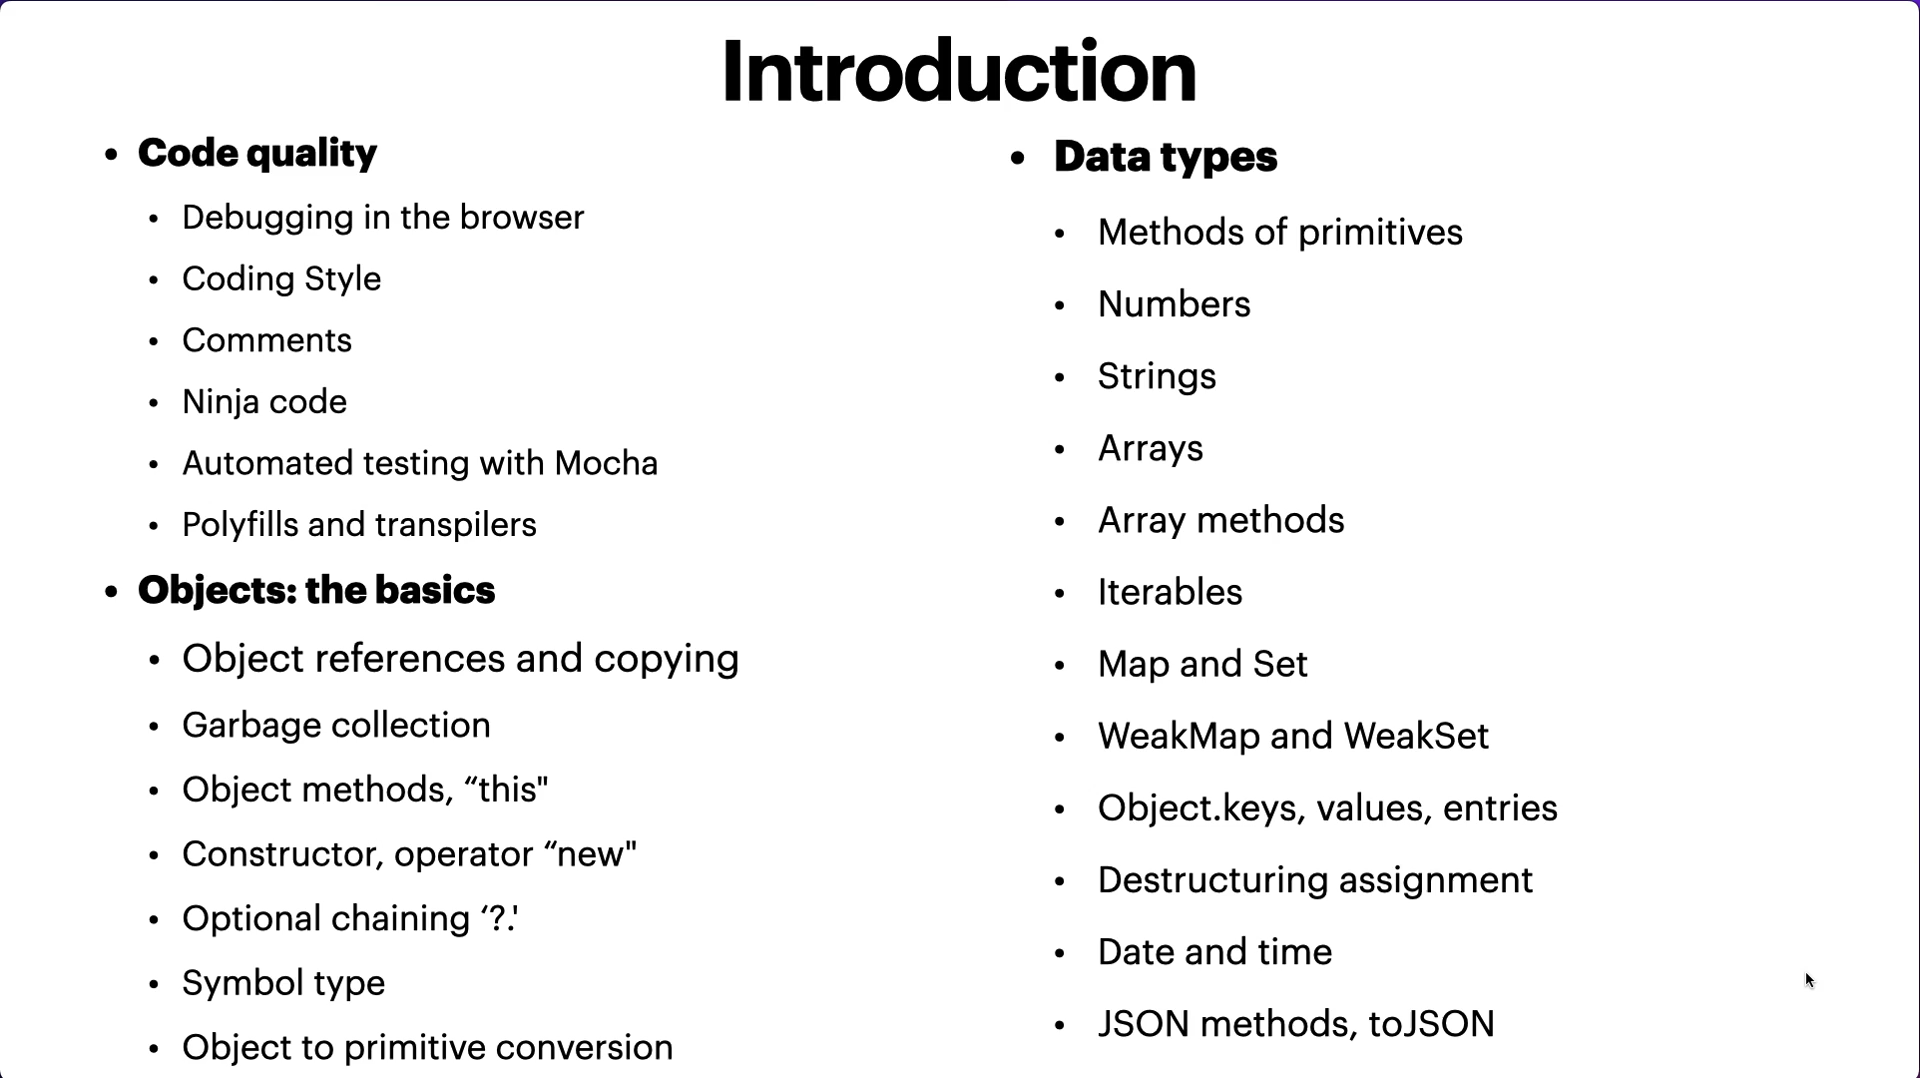 Introduction
• Code quality
• Debugging in the browser
• Coding Style
• Comments
• Ninja code
• Automated testing with Mocha
• Polyfills and transpilers
• Objects: the basics
• Object references and copying
• Garbage collection
• Object methods, “this"
• Constructor, operator “new"
• Optional chaining ‘?.'
• Symbol type
• Object to primitive conversion
• Data types
• Methods of primitives
• Numbers
• Strings
• Arrays
• Array methods
• Iterables
• Map and Set
• WeakMap and WeakSet
• Object.keys, values, entries
• Destructuring assignment
• Date and time
• JSON methods, toJSON